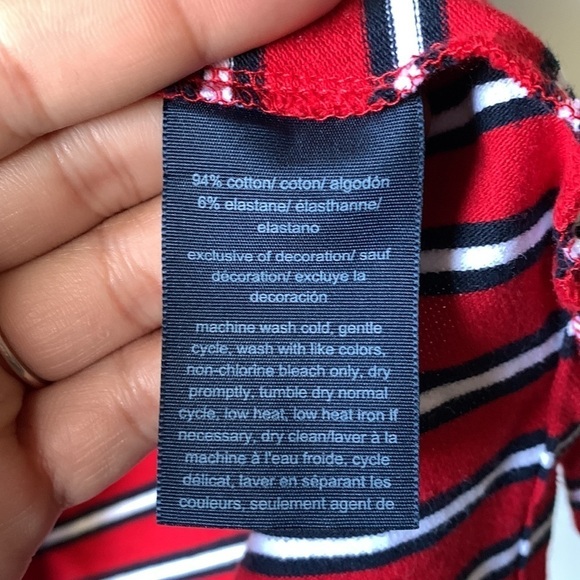 94% cotton/ coton/ algodón
6% elastane/ élasthanne/
elastano
exclusive of decoration/ sauf
décoration/ excluye la
decoración
machine wash cold, gentle
cycle, wash with like colors,
non-chlorine bleach only, dry
promptly, tumble dry normal
cycle, low heat, low heat iron if
necessary, dry clean/laver à la
machine à l'eau froide, cycle
délicat, laver en séparant les
couleurs, seulement agent de